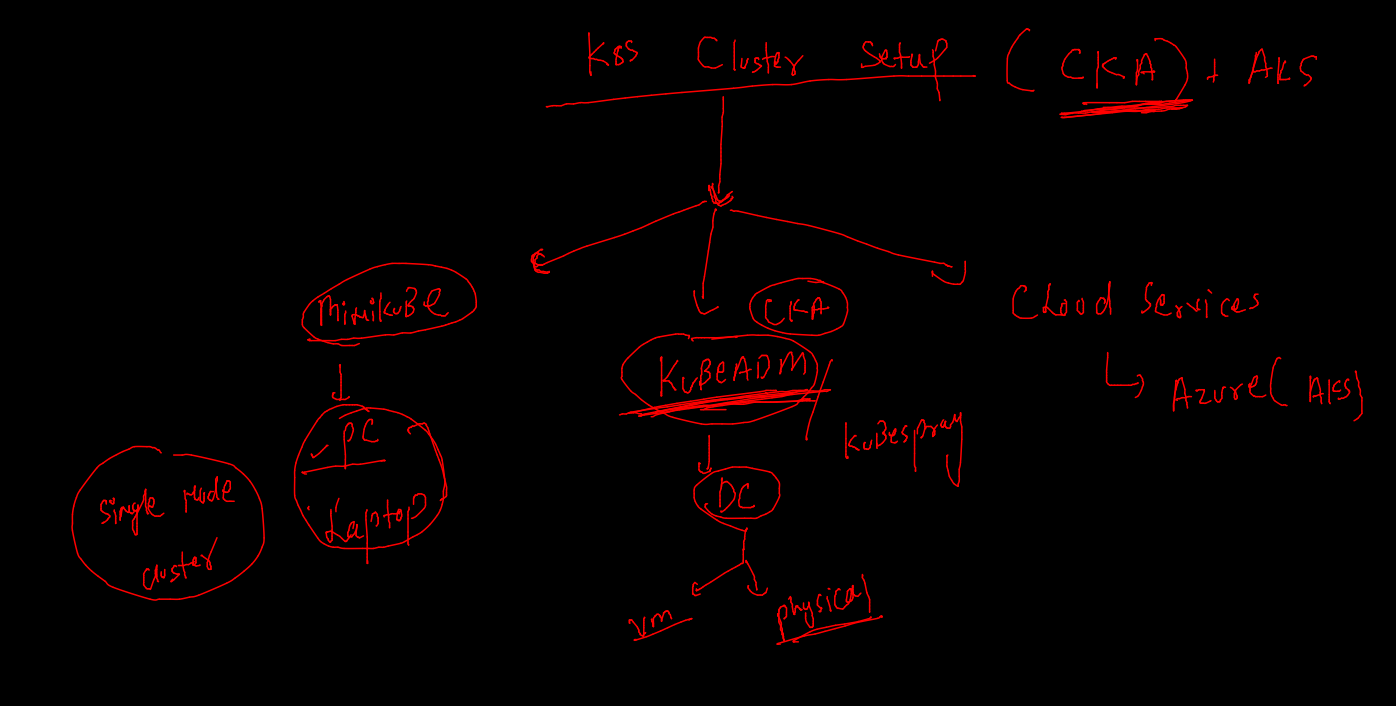 K8s Cluster Setup (CKA) + AKS
MiniKuBe
CKA
Cloud Services
KuBeADM
Azure (AKS)
PC
KuBespray
Laptop
DC
Single Node
cluster
VM
physical